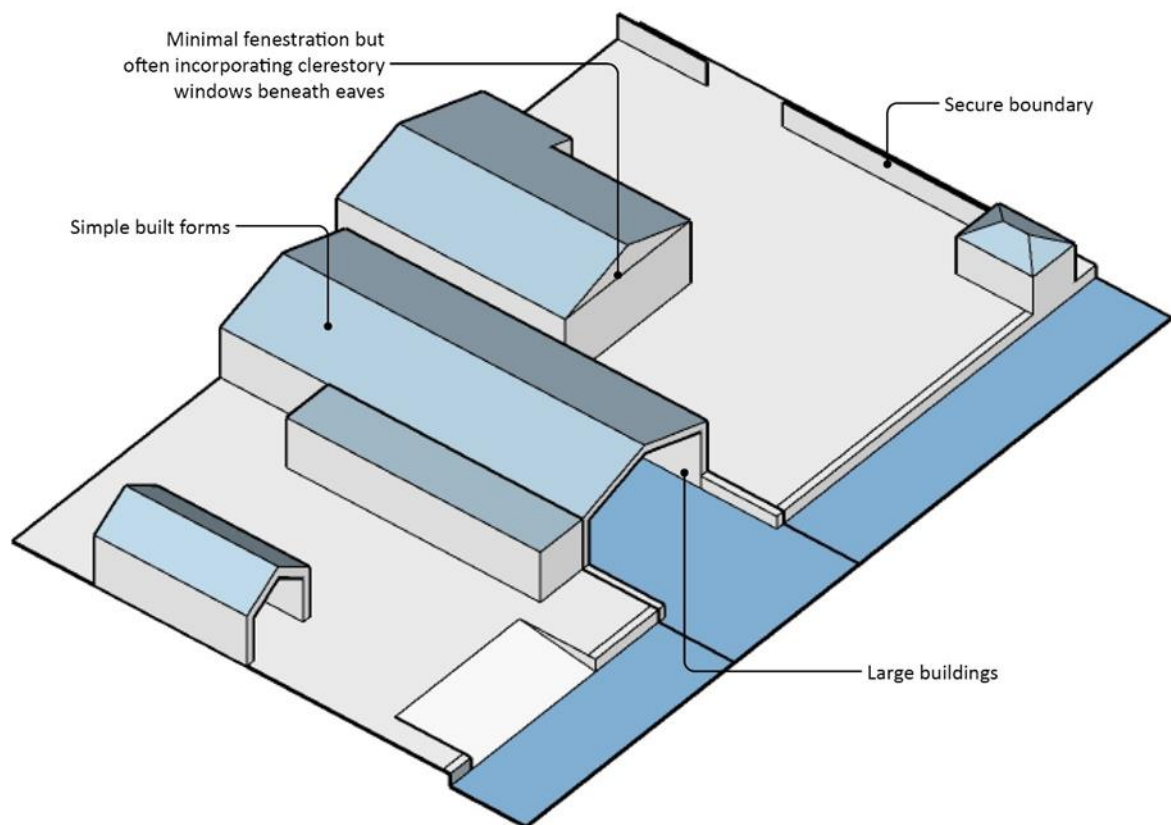 Minimal fenestration but
often incorporating clerestory
windows beneath eaves
Secure boundary
Simple built forms
Large buildings